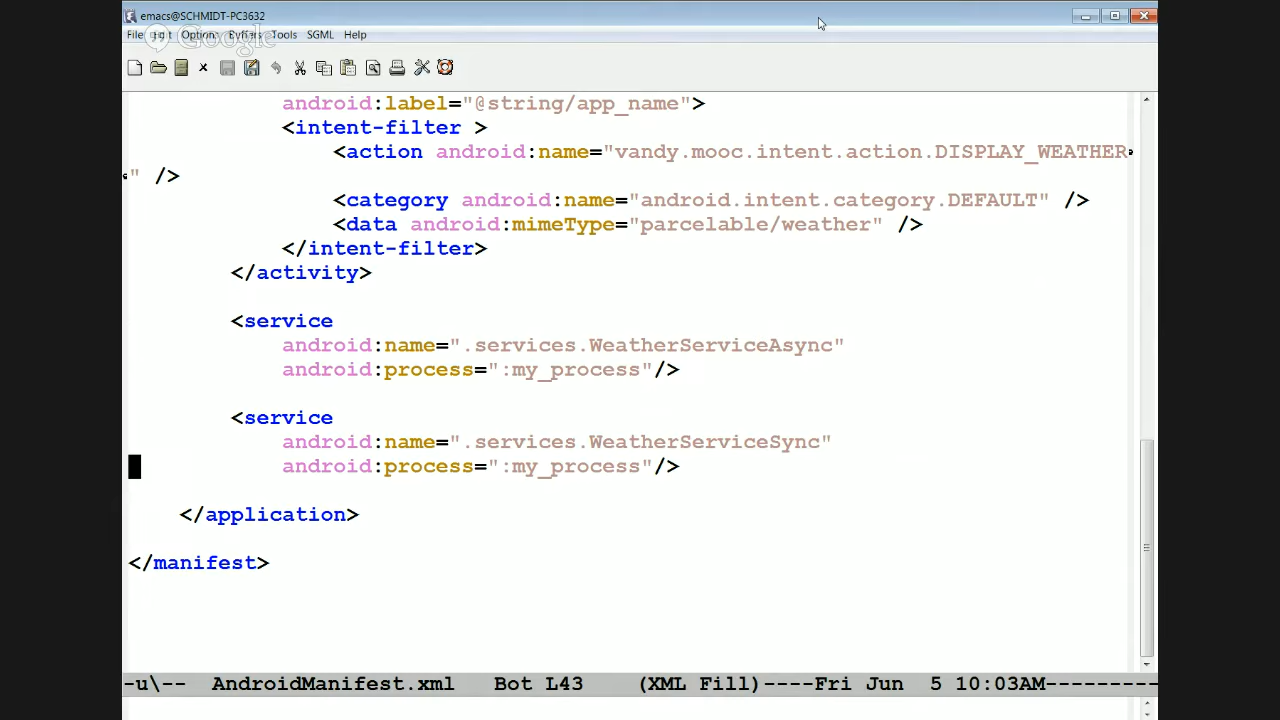 emacs@SCHMIDT-PC3632
File Edit Options Buffers Tools SGML Help
Google
android:label="@string/app_name">
<intent-filter >
<action android:name="vandy.mooc.intent.action.DISPLAY_WEATHER
" />
<category android:name="android.intent.category.DEFAULT" />
<data android:mimeType="parcelable/weather" />
</intent-filter>
</activity>
<service
android:name=".services.WeatherServiceAsync"
android:process=":my_process"/>
<service
android:name=".services.WeatherServiceSync"
android:process=":my_process"/>
</application>
</manifest>
-u\-- AndroidManifest.xml Bot L43 (XML Fill)----Fri Jun 5 10:03AM---------